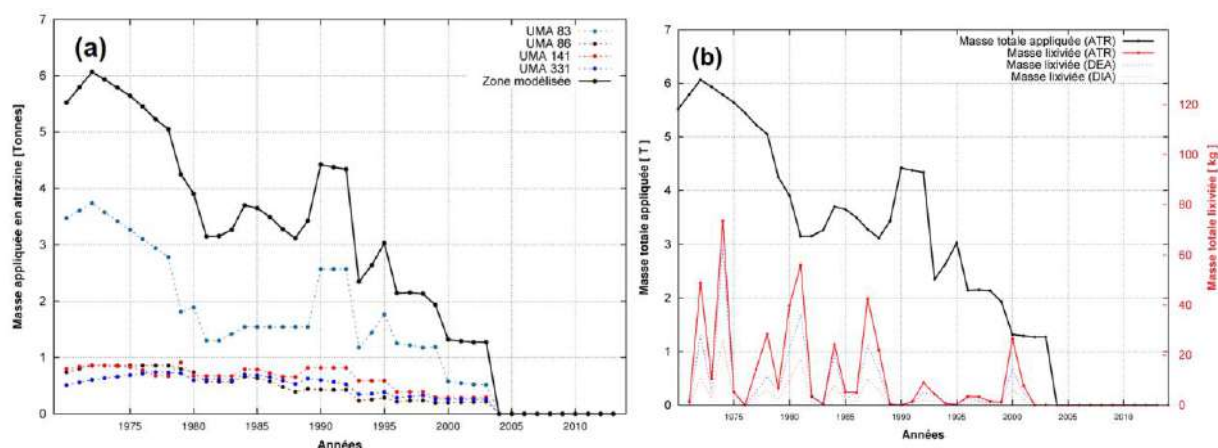 (a)
UMA 83
UMA 86
UMA 141
UMA 331
Zone modélisée
Masse appliquée en atrazine [Tonnes]
7
6
5
4
3
2
1
0
1975 1980 1985 1990 1995 2000 2005 2010
Années
(b)
Masse totale appliquée (ATR)
Masse lixiviée (ATR)
Masse lixiviée (DEA)
Masse lixiviée (DIA)
Masse totale appliquée [ T ]
7
6
5
4
3
2
1
0
Masse totale lixiviée [ kg ]
120
100
80
60
40
20
0
1975 1980 1985 1990 1995 2000 2005 2010
Années